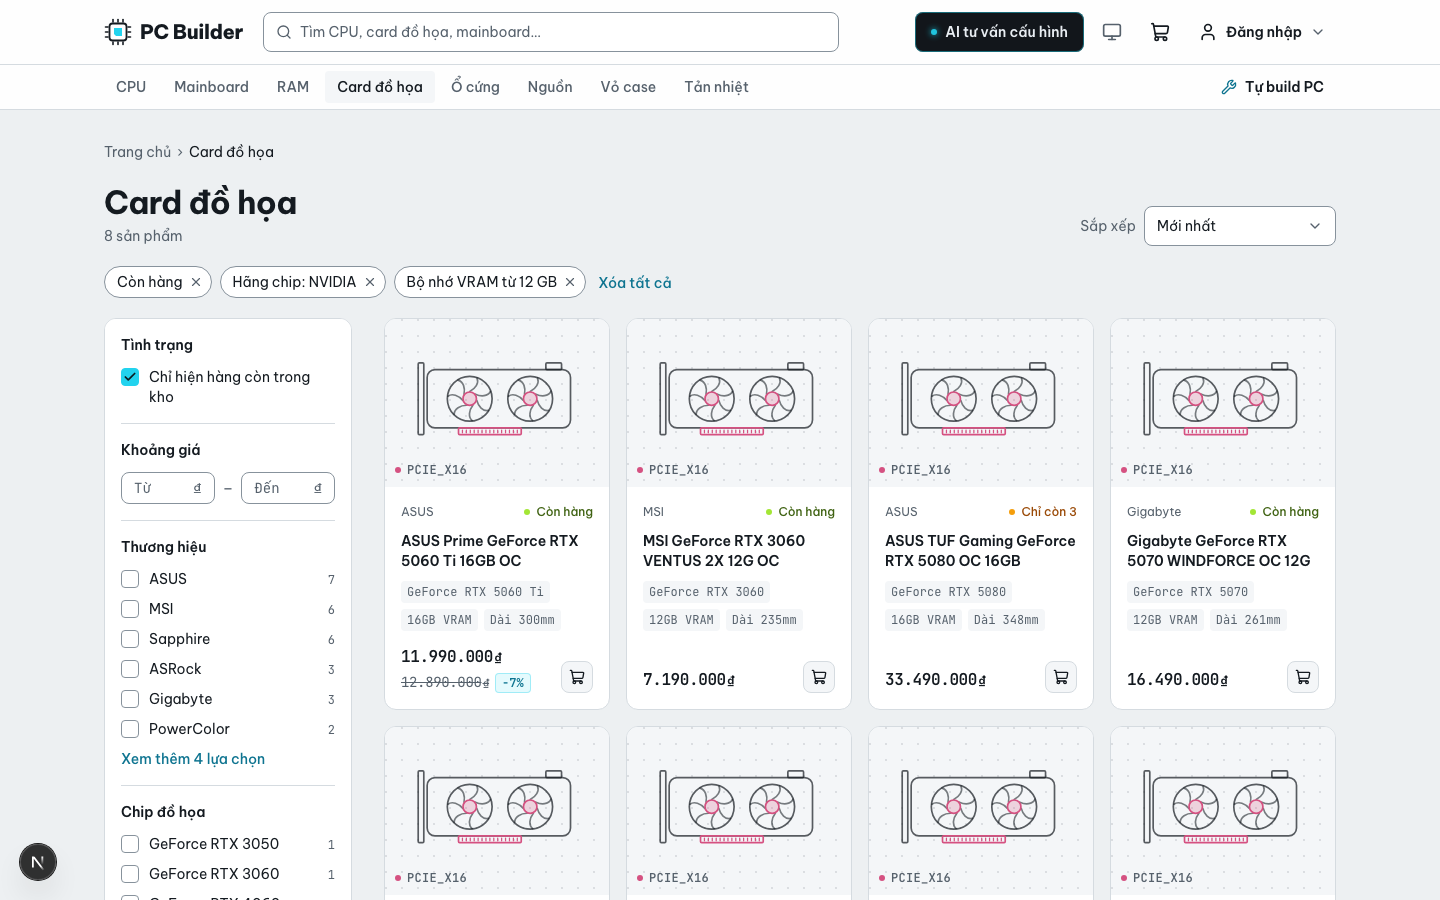 PC Builder
Tìm CPU, card đồ họa, mainboard...
AI tư vấn cấu hình
Đăng nhập
CPU
Mainboard
RAM
Card đồ họa
Ổ cứng
Nguồn
Vỏ case
Tản nhiệt
Tự build PC
Trang chủ › Card đồ họa
Card đồ họa
8 sản phẩm
Sắp xếp
Mới nhất
Còn hàng ×
Hãng chip: NVIDIA ×
Bộ nhớ VRAM từ 12 GB ×
Xóa tất cả
Tình trạng
Chỉ hiện hàng còn trong
kho
Khoảng giá
Từ ₫ – Đến ₫
Thương hiệu
ASUS 7
MSI 6
Sapphire 6
ASRock 3
Gigabyte 3
PowerColor 2
Xem thêm 4 lựa chọn
Chip đồ họa
GeForce RTX 3050 1
GeForce RTX 3060 1
N
PCIE_X16
ASUS
Còn hàng
ASUS Prime GeForce RTX
5060 Ti 16GB OC
GeForce RTX 5060 Ti
16GB VRAM
Dài 300mm
11.990.000₫
12.890.000₫ -7%
PCIE_X16
MSI
Còn hàng
MSI GeForce RTX 3060
VENTUS 2X 12G OC
GeForce RTX 3060
12GB VRAM
Dài 235mm
7.190.000₫
PCIE_X16
ASUS
Chỉ còn 3
ASUS TUF Gaming GeForce
RTX 5080 OC 16GB
GeForce RTX 5080
16GB VRAM
Dài 348mm
33.490.000₫
PCIE_X16
Gigabyte
Còn hàng
Gigabyte GeForce RTX
5070 WINDFORCE OC 12G
GeForce RTX 5070
12GB VRAM
Dài 261mm
16.490.000₫
PCIE_X16
PCIE_X16
PCIE_X16
PCIE_X16